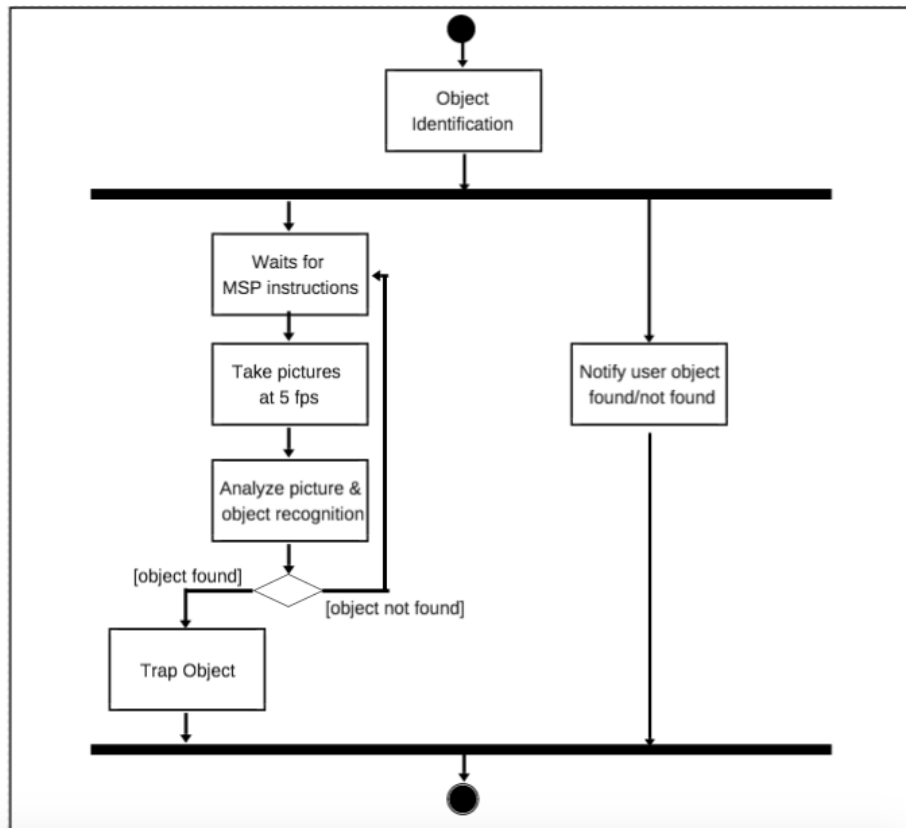 Object
Identification
Waits for
MSP instructions
Take pictures
at 5 fps
Notify user object
found/not found
Analyze picture &
object recognition
[object found]
[object not found]
Trap Object